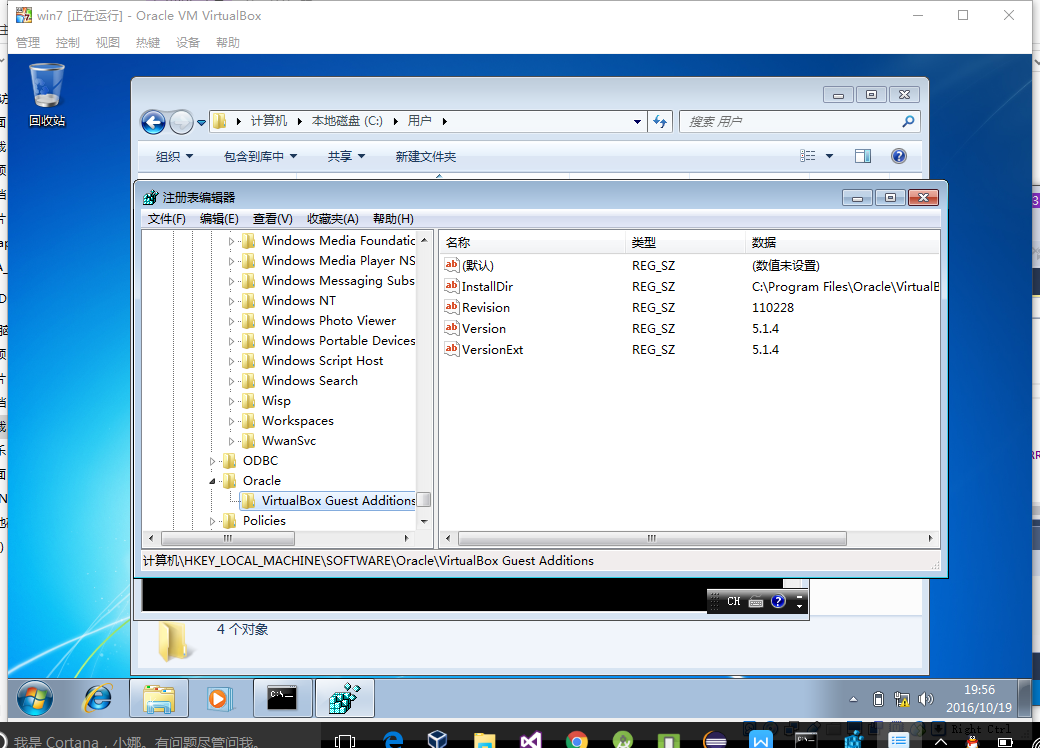 win7 [正在运行] - Oracle VM VirtualBox
管理 控制 视图 热键 设备 帮助
回收站
计算机 本地磁盘 (C:) 用户
搜索 用户
组织 包含到库中 共享 新建文件夹
注册表编辑器
文件(F) 编辑(E) 查看(V) 收藏夹(A) 帮助(H)
Windows Media Foundatic
Windows Media Player NS
Windows Messaging Subs
Windows NT
Windows Photo Viewer
Windows Portable Devices
Windows Script Host
Windows Search
Wisp
Workspaces
WwanSvc
ODBC
Oracle
VirtualBox Guest Additions
Policies
名称 类型 数据
(默认) REG_SZ (数值未设置)
InstallDir REG_SZ C:\Program Files\Oracle\VirtualB
Revision REG_SZ 110228
Version REG_SZ 5.1.4
VersionExt REG_SZ 5.1.4
计算机\HKEY_LOCAL_MACHINE\SOFTWARE\Oracle\VirtualBox Guest Additions
CH
4 个对象
19:56
2016/10/19
Right Ctrl
我是 Cortana，小娜。有问题尽管问我。